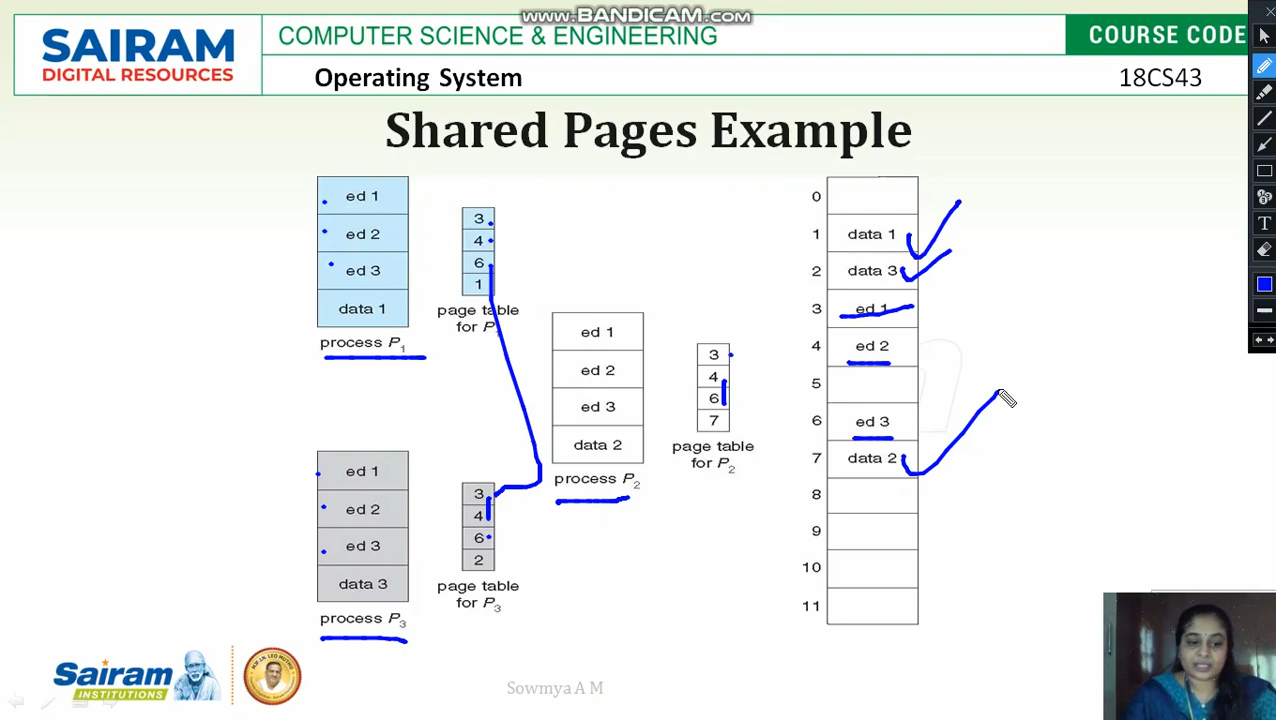 www.BANDICAM.com
SAIRAM
DIGITAL RESOURCES
COMPUTER SCIENCE & ENGINEERING
COURSE CODE
Operating System
18CS43
Shared Pages Example
ed 1
ed 2
ed 3
data 1
process P1
3
4
6
1
page table
for P1
ed 1
ed 2
ed 3
data 2
process P2
3
4
6
7
page table
for P2
ed 1
ed 2
ed 3
data 3
process P3
3
4
6
2
page table
for P3
0
1 data 1
2 data 3
3 ed 1
4 ed 2
5
6 ed 3
7 data 2
8
9
10
11
Sairam
INSTITUTIONS
Sowmya A M